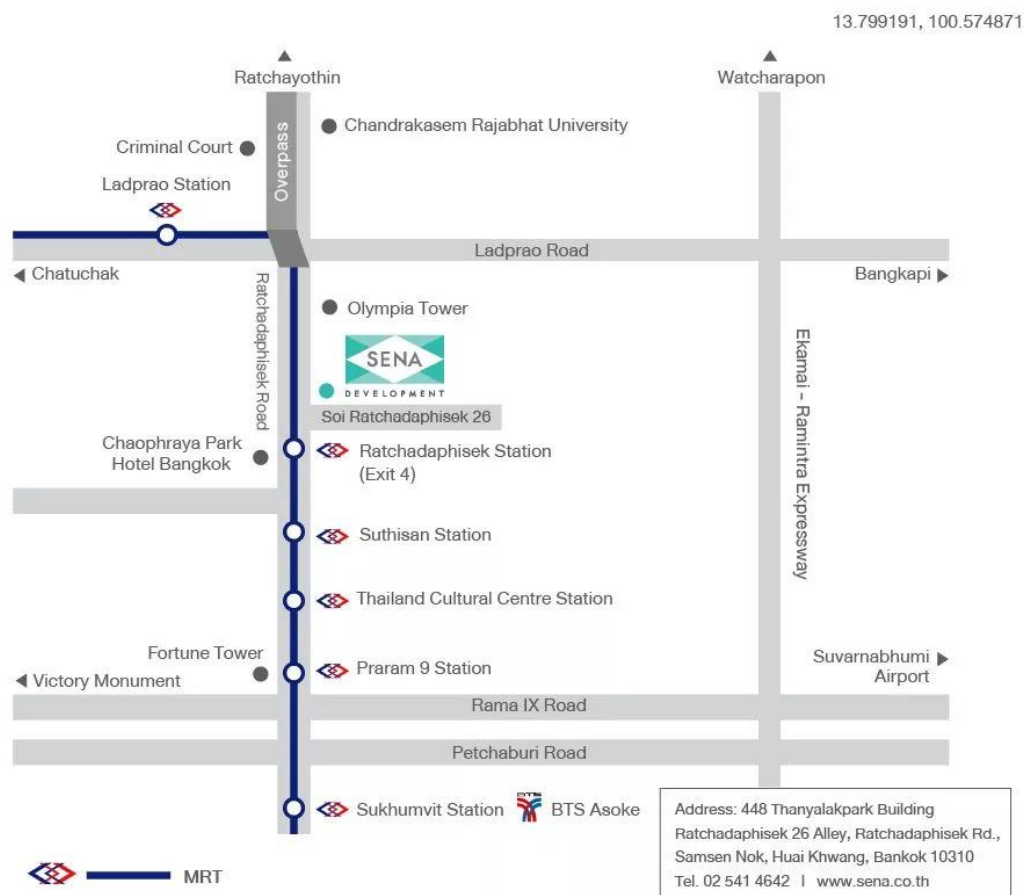 13.799191, 100.574871
Ratchayothin
Watcharapon
Overpass
Chandrakasem Rajabhat University
Criminal Court
Ladprao Station
Ladprao Road
Chatuchak
Bangkapi
Ratchadaphisek Road
Olympia Tower
SENA
DEVELOPMENT
Soi Ratchadaphisek 26
Ekamai - Ramintra Expressway
Chaophraya Park
Hotel Bangkok
Ratchadaphisek Station
(Exit 4)
Suthisan Station
Thailand Cultural Centre Station
Fortune Tower
Praram 9 Station
Victory Monument
Suvarnabhumi
Airport
Rama IX Road
Petchaburi Road
Sukhumvit Station
BTS Asoke
Address: 448 Thanyalakpark Building
Ratchadaphisek 26 Alley, Ratchadaphisek Rd.,
Samsen Nok, Huai Khwang, Bankok 10310
Tel. 02 541 4642 | www.sena.co.th
MRT